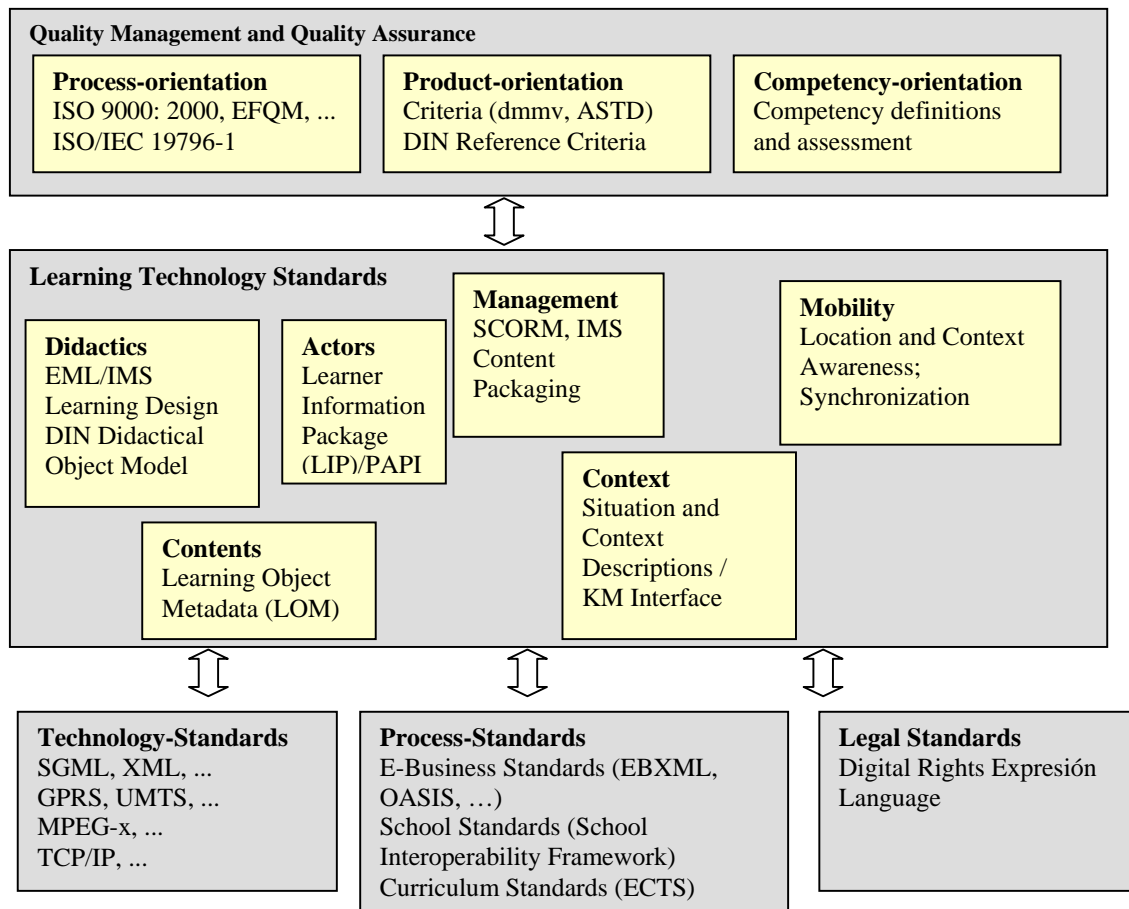 Quality Management and Quality Assurance
Process-orientation
ISO 9000: 2000, EFQM, ...
ISO/IEC 19796-1
Product-orientation
Criteria (dmmv, ASTD)
DIN Reference Criteria
Competency-orientation
Competency definitions
and assessment
Learning Technology Standards
Didactics
EML/IMS
Learning Design
DIN Didactical
Object Model
Actors
Learner
Information
Package
(LIP)/PAPI
Management
SCORM, IMS
Content
Packaging
Mobility
Location and Context
Awareness;
Synchronization
Contents
Learning Object
Metadata (LOM)
Context
Situation and
Context
Descriptions /
KM Interface
Technology-Standards
SGML, XML, ...
GPRS, UMTS, ...
MPEG-x, ...
TCP/IP, ...
Process-Standards
E-Business Standards (EBXML,
OASIS, …)
School Standards (School
Interoperability Framework)
Curriculum Standards (ECTS)
Legal Standards
Digital Rights Expresión
Language